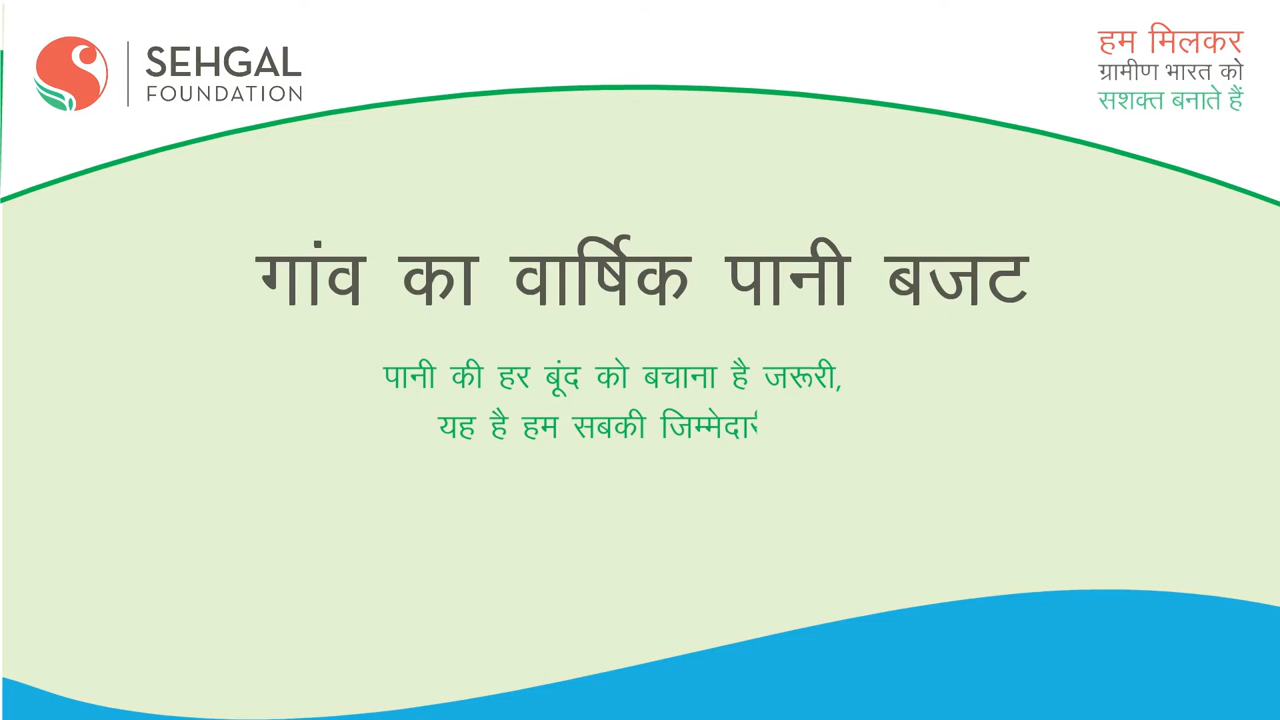 SEHGAL
FOUNDATION
हम मिलकर
ग्रामीण भारत को
सशक्त बनाते हैं
गांव का वार्षिक पानी बजट
पानी की हर बूंद को बचाना है जरूरी,
यह है हम सबकी